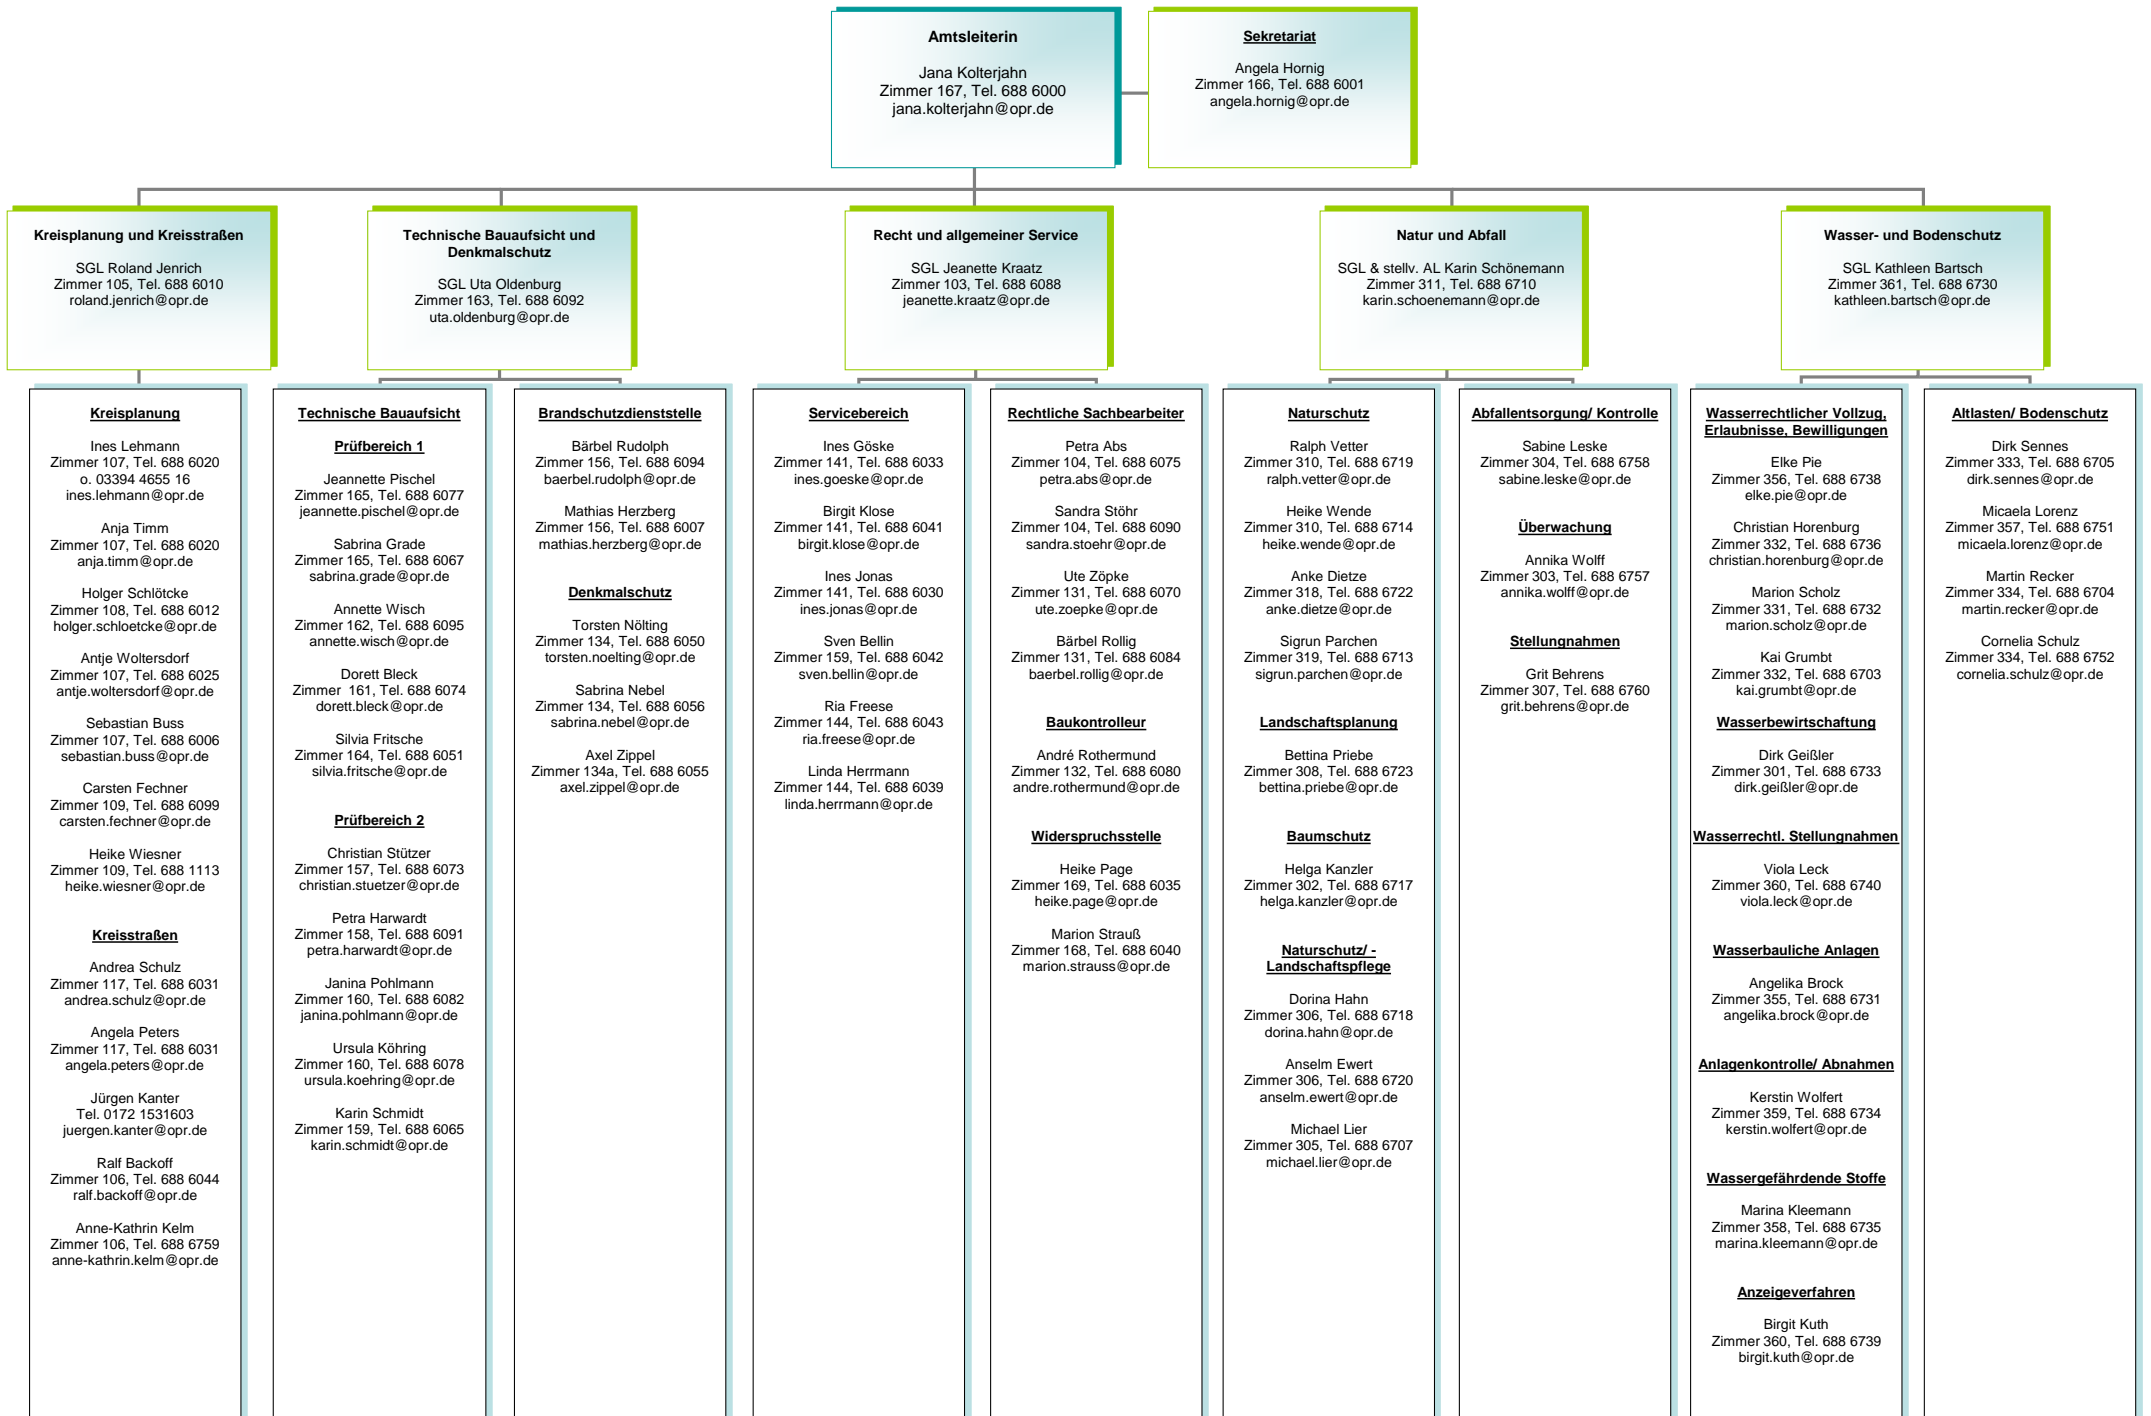 Amtsleiterin
Jana Kolterjahn
Zimmer 167, Tel. 688 6000
jana.kolterjahn@opr.de
Sekretariat
Angela Hornig
Zimmer 166, Tel. 688 6001
angela.hornig@opr.de
Kreisplanung und Kreisstraßen
SGL Roland Jenrich
Zimmer 105, Tel. 688 6010
roland.jenrich@opr.de
Technische Bauaufsicht und
Denkmalschutz
SGL Uta Oldenburg
Zimmer 163, Tel. 688 6092
uta.oldenburg@opr.de
Recht und allgemeiner Service
SGL Jeanette Kraatz
Zimmer 103, Tel. 688 6088
jeanette.kraatz@opr.de
Natur und Abfall
SGL & stellv. AL Karin Schönemann
Zimmer 311, Tel. 688 6710
karin.schoenemann@opr.de
Wasser- und Bodenschutz
SGL Kathleen Bartsch
Zimmer 361, Tel. 688 6730
kathleen.bartsch@opr.de
Kreisplanung
Ines Lehmann
Zimmer 107, Tel. 688 6020
o. 03394 4655 16
ines.lehmann@opr.de
Anja Timm
Zimmer 107, Tel. 688 6020
anja.timm@opr.de
Holger Schlötcke
Zimmer 108, Tel. 688 6012
holger.schloetcke@opr.de
Antje Woltersdorf
Zimmer 107, Tel. 688 6025
antje.woltersdorf@opr.de
Sebastian Buss
Zimmer 107, Tel. 688 6006
sebastian.buss@opr.de
Carsten Fechner
Zimmer 109, Tel. 688 6099
carsten.fechner@opr.de
Heike Wiesner
Zimmer 109, Tel. 688 1113
heike.wiesner@opr.de
Kreisstraßen
Andrea Schulz
Zimmer 117, Tel. 688 6031
andrea.schulz@opr.de
Angela Peters
Zimmer 117, Tel. 688 6031
angela.peters@opr.de
Jürgen Kanter
Tel. 0172 1531603
juergen.kanter@opr.de
Ralf Backoff
Zimmer 106, Tel. 688 6044
ralf.backoff@opr.de
Anne-Kathrin Kelm
Zimmer 106, Tel. 688 6759
anne-kathrin.kelm@opr.de
Technische Bauaufsicht
Prüfbereich 1
Jeannette Pischel
Zimmer 165, Tel. 688 6077
jeannette.pischel@opr.de
Sabrina Grade
Zimmer 165, Tel. 688 6067
sabrina.grade@opr.de
Annette Wisch
Zimmer 162, Tel. 688 6095
annette.wisch@opr.de
Dorett Bleck
Zimmer 161, Tel. 688 6074
dorett.bleck@opr.de
Silvia Fritsche
Zimmer 164, Tel. 688 6051
silvia.fritsche@opr.de
Prüfbereich 2
Christian Stützer
Zimmer 157, Tel. 688 6073
christian.stuetzer@opr.de
Petra Harwardt
Zimmer 158, Tel. 688 6091
petra.harwardt@opr.de
Janina Pohlmann
Zimmer 160, Tel. 688 6082
janina.pohlmann@opr.de
Ursula Köhring
Zimmer 160, Tel. 688 6078
ursula.koehring@opr.de
Karin Schmidt
Zimmer 159, Tel. 688 6065
karin.schmidt@opr.de
Brandschutzdienststelle
Bärbel Rudolph
Zimmer 156, Tel. 688 6094
baerbel.rudolph@opr.de
Mathias Herzberg
Zimmer 156, Tel. 688 6007
mathias.herzberg@opr.de
Denkmalschutz
Torsten Nölting
Zimmer 134, Tel. 688 6050
torsten.noelting@opr.de
Sabrina Nebel
Zimmer 134, Tel. 688 6056
sabrina.nebel@opr.de
Axel Zippel
Zimmer 134a, Tel. 688 6055
axel.zippel@opr.de
Servicebereich
Ines Göske
Zimmer 141, Tel. 688 6033
ines.goeske@opr.de
Birgit Klose
Zimmer 141, Tel. 688 6041
birgit.klose@opr.de
Ines Jonas
Zimmer 141, Tel. 688 6030
ines.jonas@opr.de
Sven Bellin
Zimmer 159, Tel. 688 6042
sven.bellin@opr.de
Ria Freese
Zimmer 144, Tel. 688 6043
ria.freese@opr.de
Linda Herrmann
Zimmer 144, Tel. 688 6039
linda.herrmann@opr.de
Rechtliche Sachbearbeiter
Petra Abs
Zimmer 104, Tel. 688 6075
petra.abs@opr.de
Sandra Stöhr
Zimmer 104, Tel. 688 6090
sandra.stoehr@opr.de
Ute Zöpke
Zimmer 131, Tel. 688 6070
ute.zoepke@opr.de
Bärbel Rollig
Zimmer 131, Tel. 688 6084
baerbel.rollig@opr.de
Baukontrolleur
André Rothermund
Zimmer 132, Tel. 688 6080
andre.rothermund@opr.de
Widerspruchsstelle
Heike Page
Zimmer 169, Tel. 688 6035
heike.page@opr.de
Marion Strauß
Zimmer 168, Tel. 688 6040
marion.strauss@opr.de
Naturschutz
Ralph Vetter
Zimmer 310, Tel. 688 6719
ralph.vetter@opr.de
Heike Wende
Zimmer 310, Tel. 688 6714
heike.wende@opr.de
Anke Dietze
Zimmer 318, Tel. 688 6722
anke.dietze@opr.de
Sigrun Parchen
Zimmer 319, Tel. 688 6713
sigrun.parchen@opr.de
Landschaftsplanung
Bettina Priebe
Zimmer 308, Tel. 688 6723
bettina.priebe@opr.de
Baumschutz
Helga Kanzler
Zimmer 302, Tel. 688 6717
helga.kanzler@opr.de
Naturschutz/ -
Landschaftspflege
Dorina Hahn
Zimmer 306, Tel. 688 6718
dorina.hahn@opr.de
Anselm Ewert
Zimmer 306, Tel. 688 6720
anselm.ewert@opr.de
Michael Lier
Zimmer 305, Tel. 688 6707
michael.lier@opr.de
Abfallentsorgung/ Kontrolle
Sabine Leske
Zimmer 304, Tel. 688 6758
sabine.leske@opr.de
Überwachung
Annika Wolff
Zimmer 303, Tel. 688 6757
annika.wolff@opr.de
Stellungnahmen
Grit Behrens
Zimmer 307, Tel. 688 6760
grit.behrens@opr.de
Wasserrechtlicher Vollzug,
Erlaubnisse, Bewilligungen
Elke Pie
Zimmer 356, Tel. 688 6738
elke.pie@opr.de
Christian Horenburg
Zimmer 332, Tel. 688 6736
christian.horenburg@opr.de
Marion Scholz
Zimmer 331, Tel. 688 6732
marion.scholz@opr.de
Kai Grumbt
Zimmer 332, Tel. 688 6703
kai.grumbt@opr.de
Wasserbewirtschaftung
Dirk Geißler
Zimmer 301, Tel. 688 6733
dirk.geißler@opr.de
Wasserrechtl. Stellungnahmen
Viola Leck
Zimmer 360, Tel. 688 6740
viola.leck@opr.de
Wasserbauliche Anlagen
Angelika Brock
Zimmer 355, Tel. 688 6731
angelika.brock@opr.de
Anlagenkontrolle/ Abnahmen
Kerstin Wolfert
Zimmer 359, Tel. 688 6734
kerstin.wolfert@opr.de
Wassergefährdende Stoffe
Marina Kleemann
Zimmer 358, Tel. 688 6735
marina.kleemann@opr.de
Anzeigeverfahren
Birgit Kuth
Zimmer 360, Tel. 688 6739
birgit.kuth@opr.de
Altlasten/ Bodenschutz
Dirk Sennes
Zimmer 333, Tel. 688 6705
dirk.sennes@opr.de
Micaela Lorenz
Zimmer 357, Tel. 688 6751
micaela.lorenz@opr.de
Martin Recker
Zimmer 334, Tel. 688 6704
martin.recker@opr.de
Cornelia Schulz
Zimmer 334, Tel. 688 6752
cornelia.schulz@opr.de